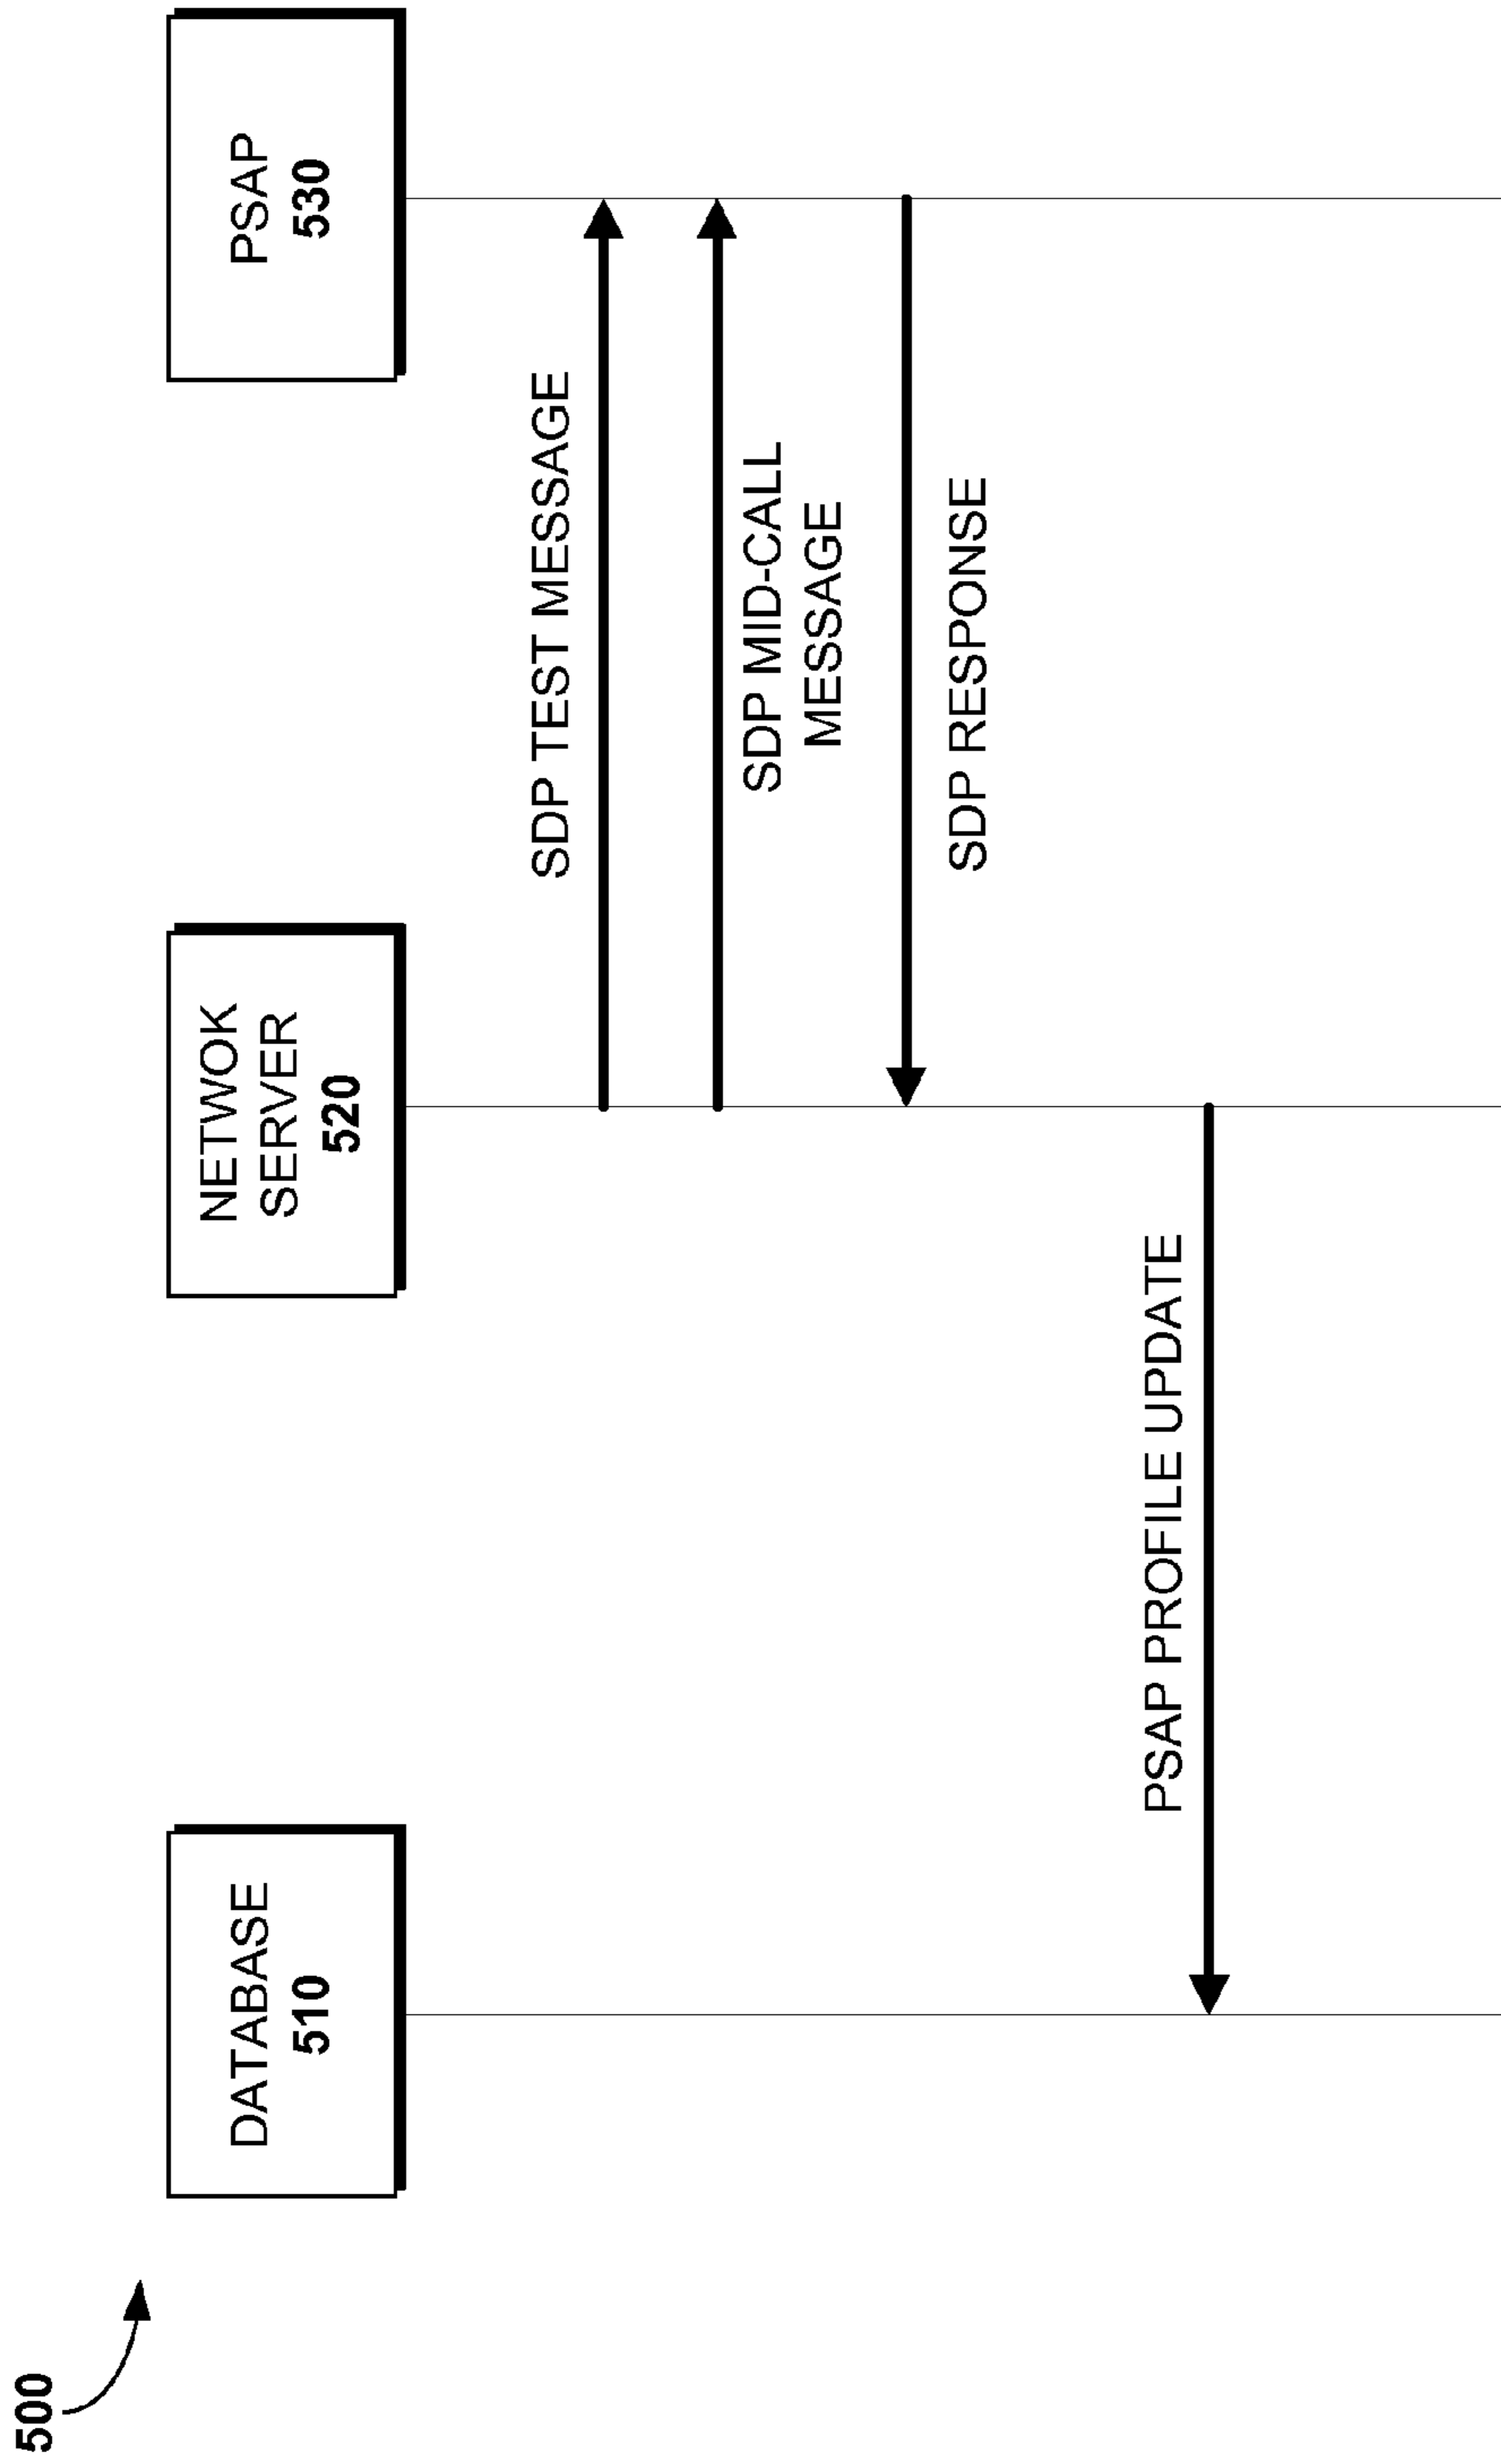 500
DATABASE
510
NETWOK
SERVER
520
PSAP
530
SDP TEST MESSAGE
SDP MID-CALL
MESSAGE
SDP RESPONSE
PSAP PROFILE UPDATE